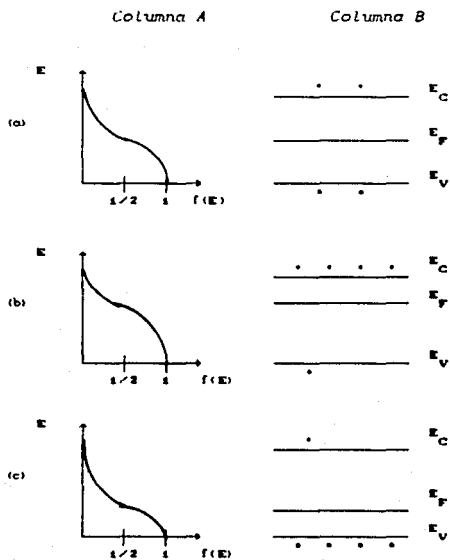 Columna A
Columna B
E
(a)
1/2
1
f(E)
E_C
E_F
E_V
E
(b)
1/2
1
f(E)
E_C
E_F
E_V
E
(c)
1/2
1
f(E)
E_C
E_F
E_V